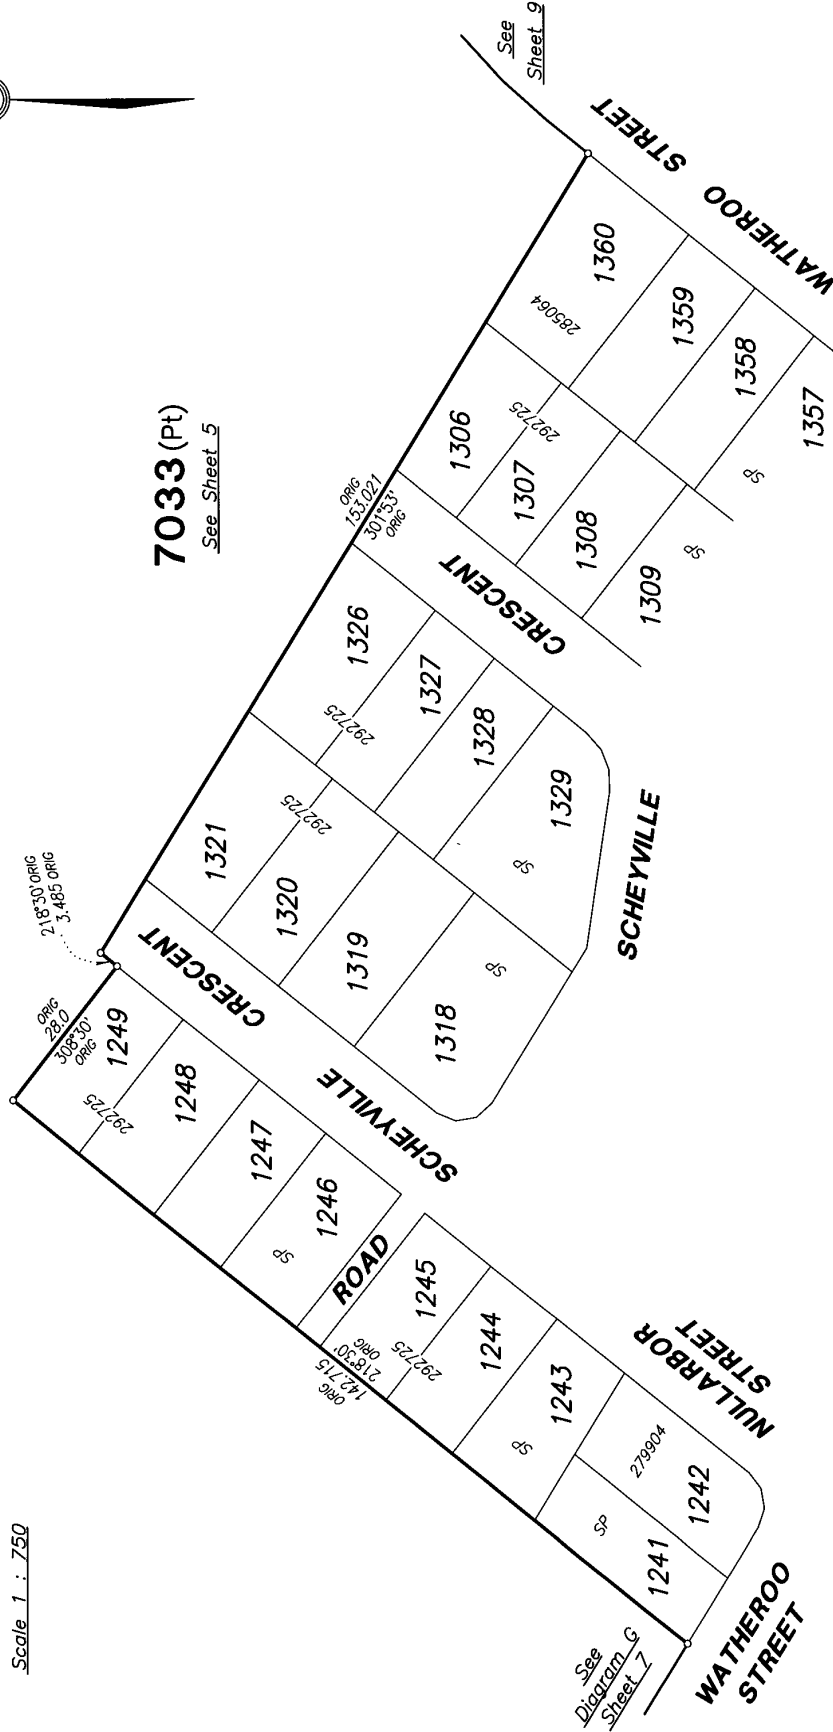 Scale 1 : 750
7033 (Pt)
See Sheet 5
See
Sheet 9
See
Diagram G
Sheet 7
218°30' ORIG
3.485 ORIG
ORIG
28.0
308°30'
ORIG
ORIG
153.021
301°53'
ORIG
ORIG
142.715
218°30'
ORIG
1249
292725
1248
1247
1246
SP
ROAD
1245
292725
1244
1243
SP
1242
279904
1241
SP
WATHEROO
STREET
NULLARBOR
STREET
SCHEYVILLE
CRESCENT
1321
292725
1320
1319
1318
SP
1326
292725
1327
1328
1329
SP
SCHEYVILLE
CRESCENT
1306
292725
1307
1308
1309
SP
1360
285064
1359
1358
1357
SP
WATHEROO STREET